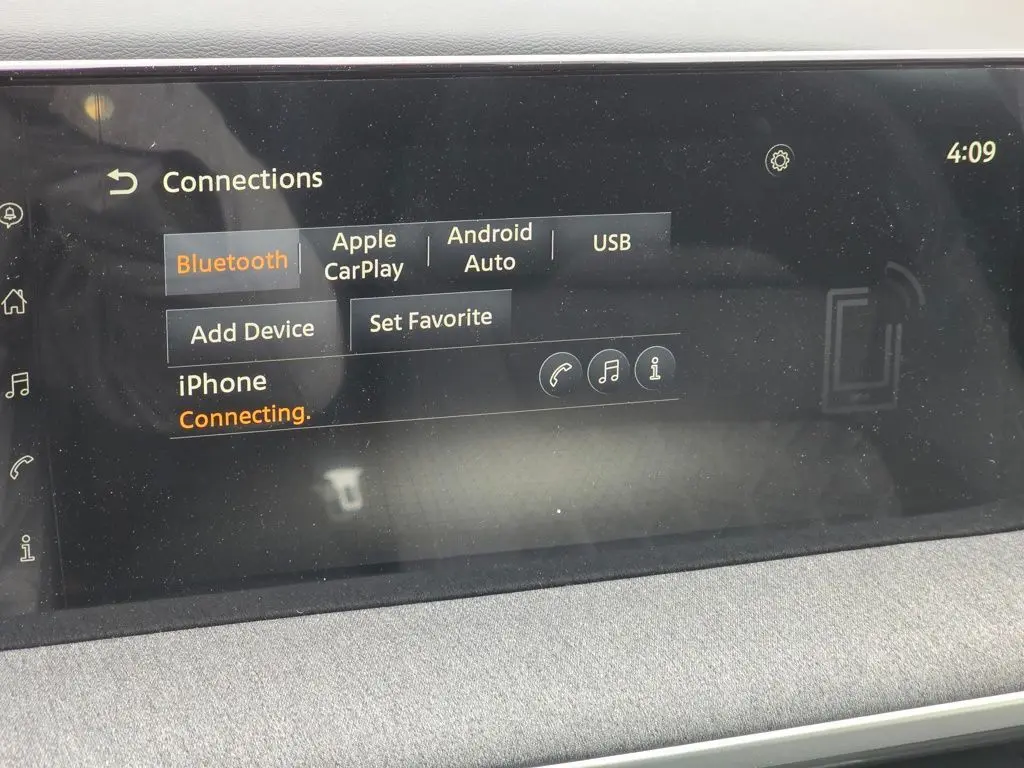 4:09
Connections
Bluetooth
Apple
CarPlay
Android
Auto
USB
Add Device
Set Favorite
iPhone
Connecting.